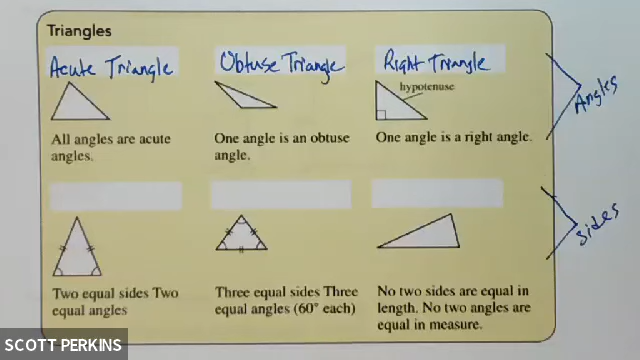 Triangles
Acute Triangle
Obtuse Triangle
Right Triangle
hypotenuse
All angles are acute
angles.
One angle is an obtuse
angle.
One angle is a right angle.
Angles
Two equal sides Two
equal angles
Three equal sides Three
equal angles (60° each)
No two sides are equal in
length. No two angles are
equal in measure.
sides
SCOTT PERKINS